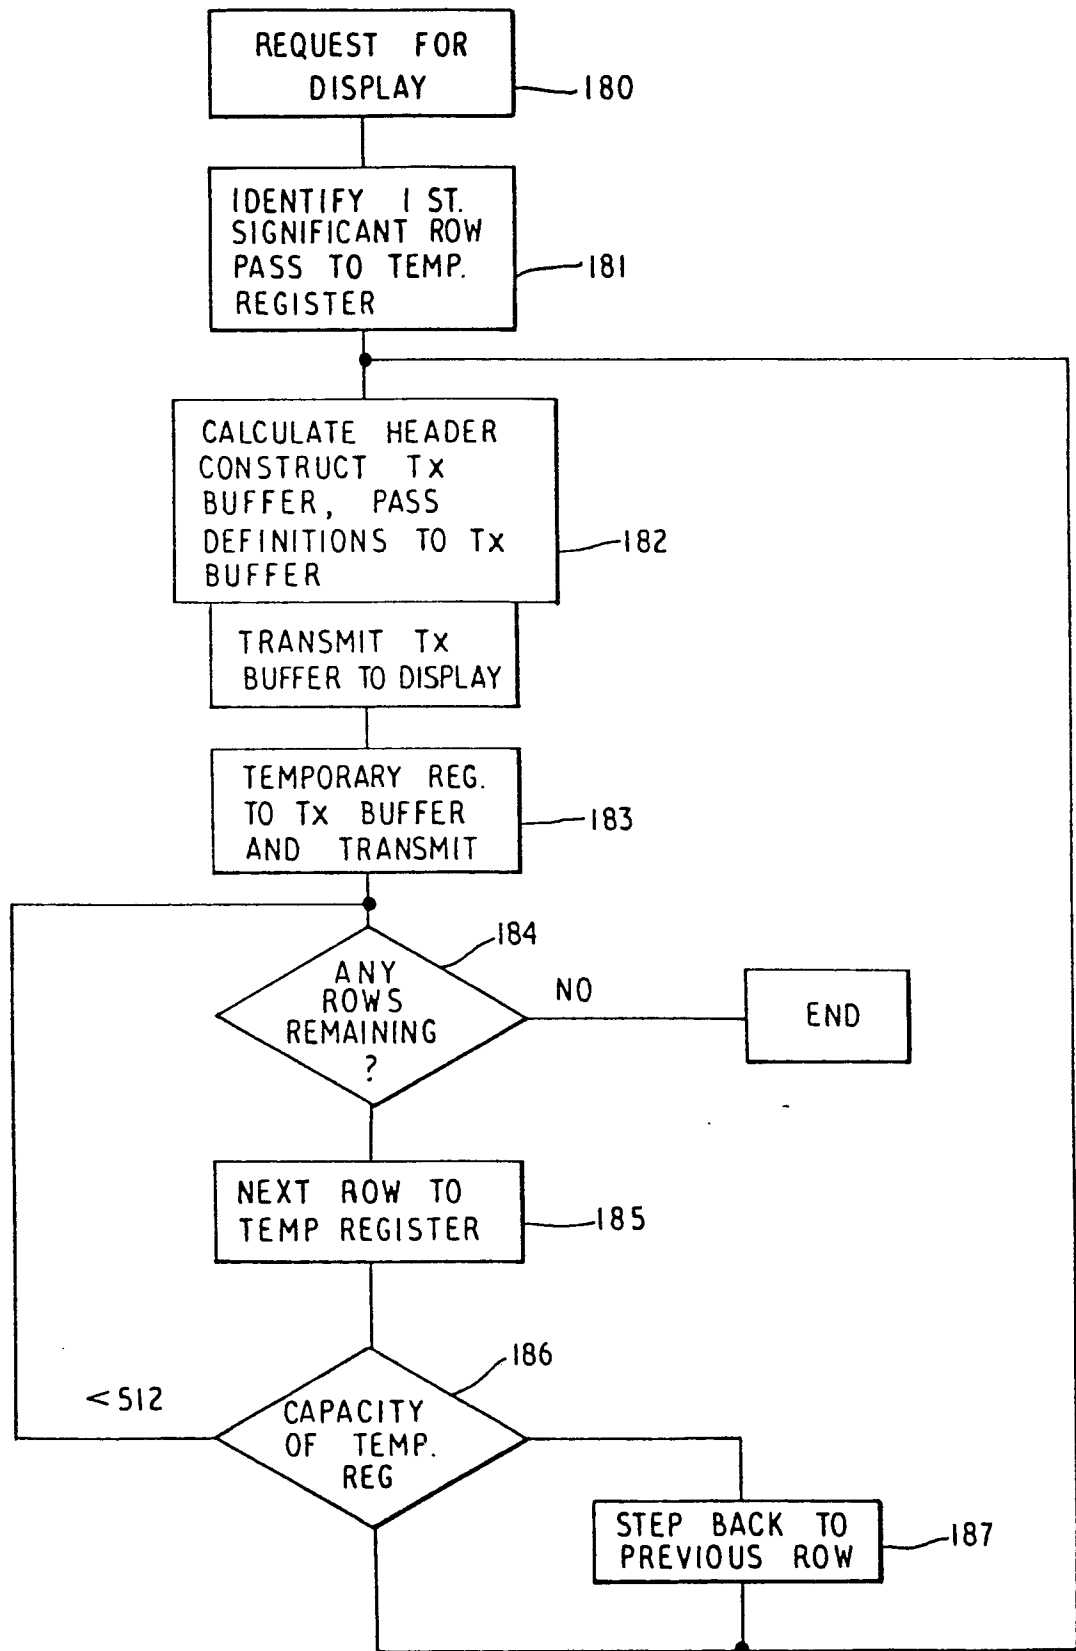 REQUEST FOR
DISPLAY
180
IDENTIFY 1 ST.
SIGNIFICANT ROW
PASS TO TEMP.
REGISTER
181
CALCULATE HEADER
CONSTRUCT Tx
BUFFER, PASS
DEFINITIONS TO Tx
BUFFER
182
TRANSMIT Tx
BUFFER TO DISPLAY
TEMPORARY REG.
TO Tx BUFFER
AND TRANSMIT
183
184
ANY
ROWS
REMAINING
?
NO
END
NEXT ROW TO
TEMP REGISTER
185
186
<512
CAPACITY
OF TEMP.
REG
STEP BACK TO
PREVIOUS ROW
187